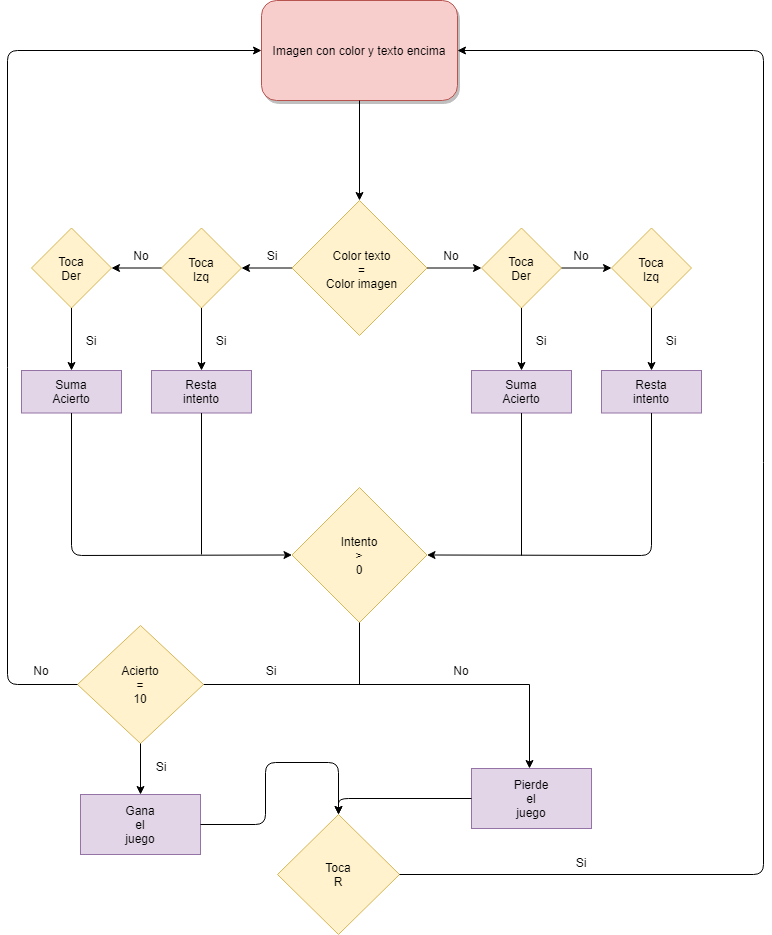 Imagen con color y texto encima
Color texto
=
Color imagen
Si
No
Toca
Izq
No
Toca
Der
Toca
Der
No
Toca
Izq
Si
Si
Si
Si
Suma
Acierto
Resta
intento
Suma
Acierto
Resta
intento
Intento
>
0
No
Acierto
=
10
Si
No
Si
Gana
el
juego
Pierde
el
juego
Toca
R
Si